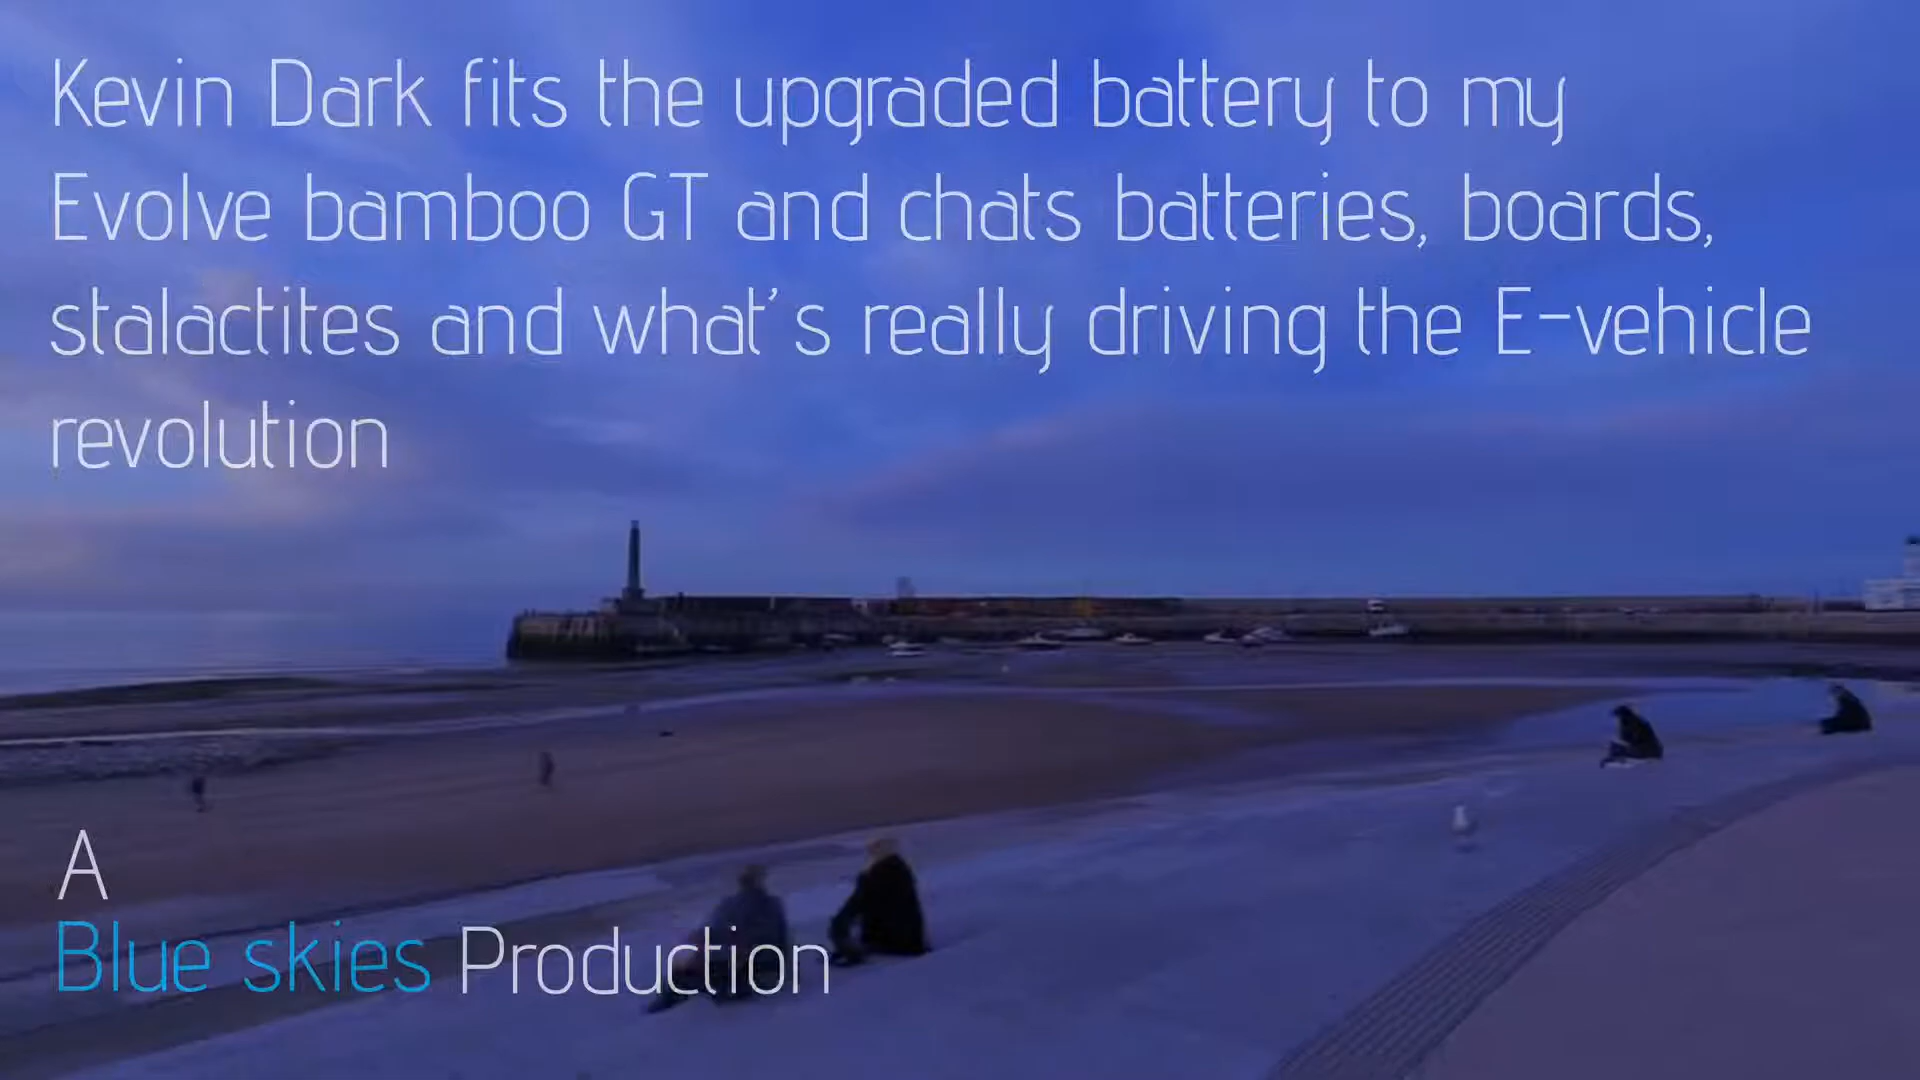 Kevin Dark fits the upgraded battery to my
Evolve bamboo GT and chats batteries, boards,
stalactites and what's really driving the E-vehicle
revolution
A
Blue skies Production